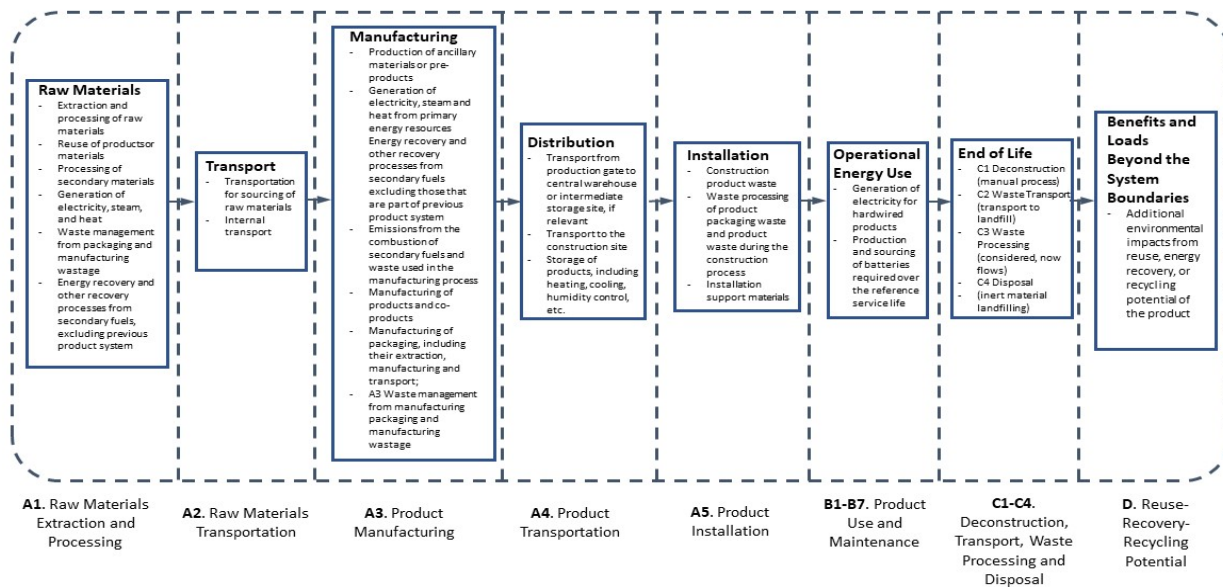 Raw Materials
- Extraction and
processing of raw
materials
- Reuse of productsor
materials
- Processing of
secondary materials
- Generation of
electricity, steam,
and heat
- Waste management
from packaging and
manufacturing
wastage
- Energy recovery and
other recovery
processes from
secondary fuels,
excluding previous
product system
Transport
- Transportation
for sourcing of
raw materials
- Internal
transport
Manufacturing
- Production of ancillary
materials or pre-
products
- Generation of
electricity, steam and
heat from primary
energy resources
Energy recovery and
other recovery
processes from
secondary fuels
excluding those that
are part of previous
product system
- Emissions from the
combustion of
secondary fuels and
waste used in the
manufacturing process
- Manufacturing of
products and co-
products
- Manufacturing of
packaging, including
their extraction,
manufacturing and
transport;
- A3 Waste management
from manufacturing
packaging and
manufacturing
wastage
Distribution
- Transport from
production gate to
central warehouse
or intermediate
storage site, if
relevant
- Transport to the
construction site
- Storage of
products, including
heating, cooling,
humidity control,
etc.
Installation
- Construction
product waste
- Waste processing
of product
packaging waste
and product
waste during the
construction
process
- Installation
support materials
Operational
Energy Use
- Generation of
electricity for
hardwired
products
- Production
and sourcing of
batteries
required over
the reference
service life
End of Life
- C1 Deconstruction
(manual process)
- C2 Waste Transport
(transport to
landfill)
- C3 Waste
Processing
(considered, now
flows)
- C4 Disposal
- (inert material
landfilling)
Benefits and
Loads
Beyond the
System
Boundaries
- Additional
environmental
impacts from
reuse, energy
recovery, or
recycling
potential of
the product
A1. Raw Materials
Extraction and
Processing
A2. Raw Materials
Transportation
A3. Product
Manufacturing
A4. Product
Transportation
A5. Product
Installation
B1-B7. Product
Use and
Maintenance
C1-C4.
Deconstruction,
Transport, Waste
Processing and
Disposal
D. Reuse-
Recovery-
Recycling
Potential